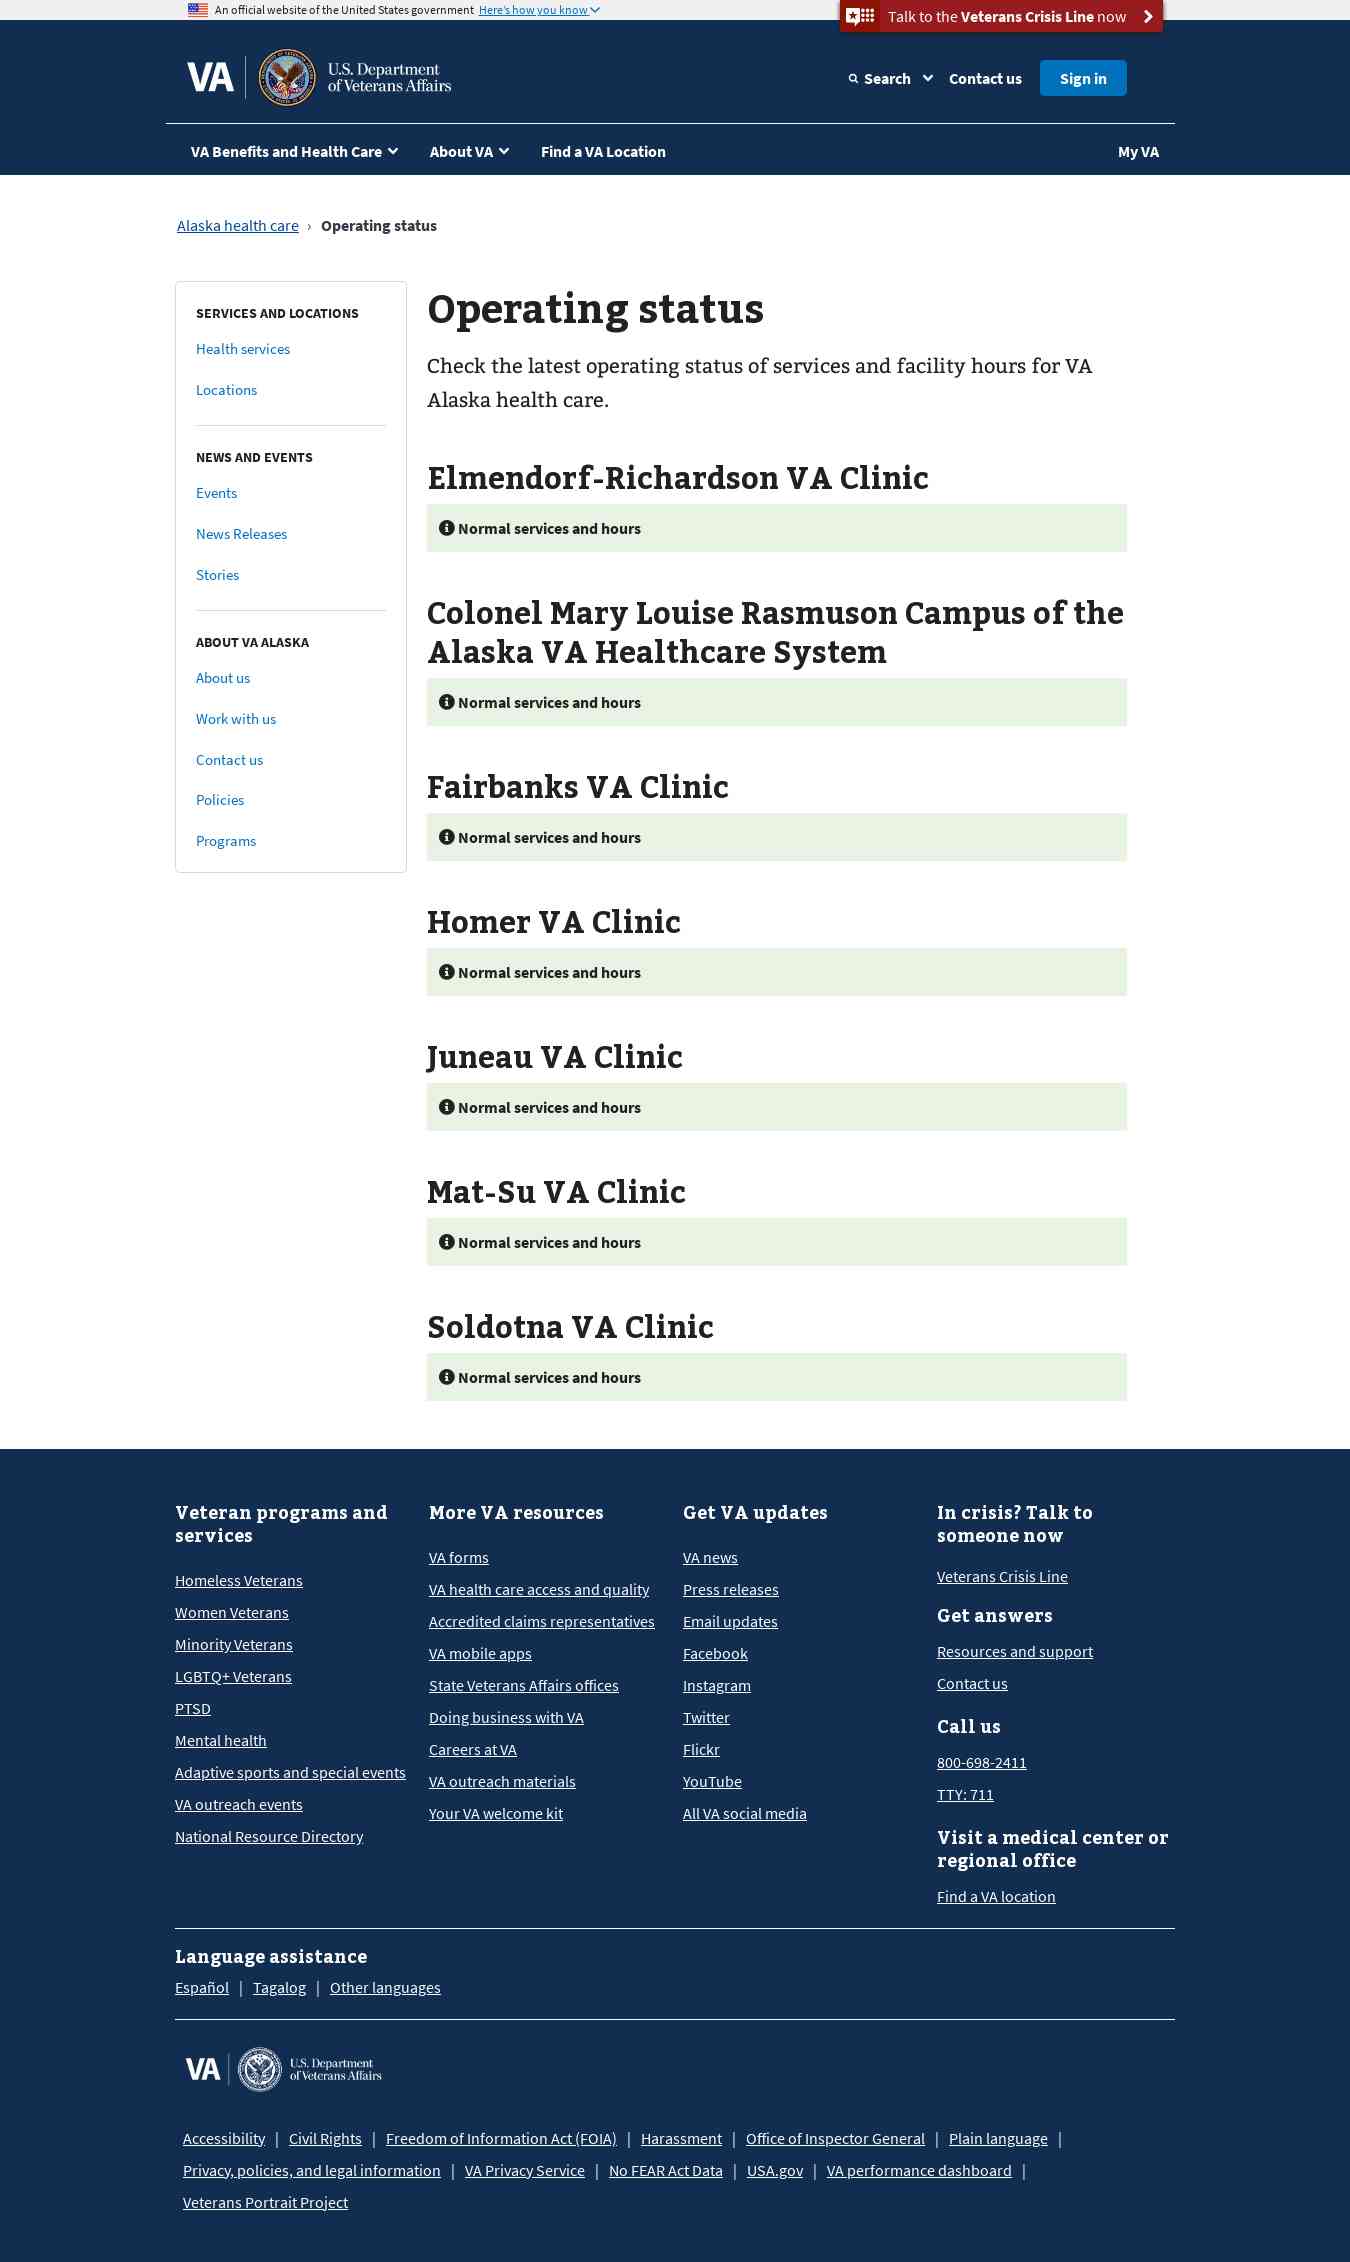 An official website of the United States government Here's how you know
Talk to the Veterans Crisis Line now
VA
U.S. Department
of Veterans Affairs
Search
Contact us
Sign in
VA Benefits and Health Care
About VA
Find a VA Location
My VA
Alaska health care › Operating status
SERVICES AND LOCATIONS
Health services
Locations
NEWS AND EVENTS
Events
News Releases
Stories
ABOUT VA ALASKA
About us
Work with us
Contact us
Policies
Programs
Operating status
Check the latest operating status of services and facility hours for VA
Alaska health care.
Elmendorf-Richardson VA Clinic
Normal services and hours
Colonel Mary Louise Rasmuson Campus of the
Alaska VA Healthcare System
Normal services and hours
Fairbanks VA Clinic
Normal services and hours
Homer VA Clinic
Normal services and hours
Juneau VA Clinic
Normal services and hours
Mat-Su VA Clinic
Normal services and hours
Soldotna VA Clinic
Normal services and hours
Veteran programs and
services
Homeless Veterans
Women Veterans
Minority Veterans
LGBTQ+ Veterans
PTSD
Mental health
Adaptive sports and special events
VA outreach events
National Resource Directory
More VA resources
VA forms
VA health care access and quality
Accredited claims representatives
VA mobile apps
State Veterans Affairs offices
Doing business with VA
Careers at VA
VA outreach materials
Your VA welcome kit
Get VA updates
VA news
Press releases
Email updates
Facebook
Instagram
Twitter
Flickr
YouTube
All VA social media
In crisis? Talk to
someone now
Veterans Crisis Line
Get answers
Resources and support
Contact us
Call us
800-698-2411
TTY: 711
Visit a medical center or
regional office
Find a VA location
Language assistance
Español | Tagalog | Other languages
VA
U.S. Department
of Veterans Affairs
Accessibility | Civil Rights | Freedom of Information Act (FOIA) | Harassment | Office of Inspector General | Plain language |
Privacy, policies, and legal information | VA Privacy Service | No FEAR Act Data | USA.gov | VA performance dashboard |
Veterans Portrait Project